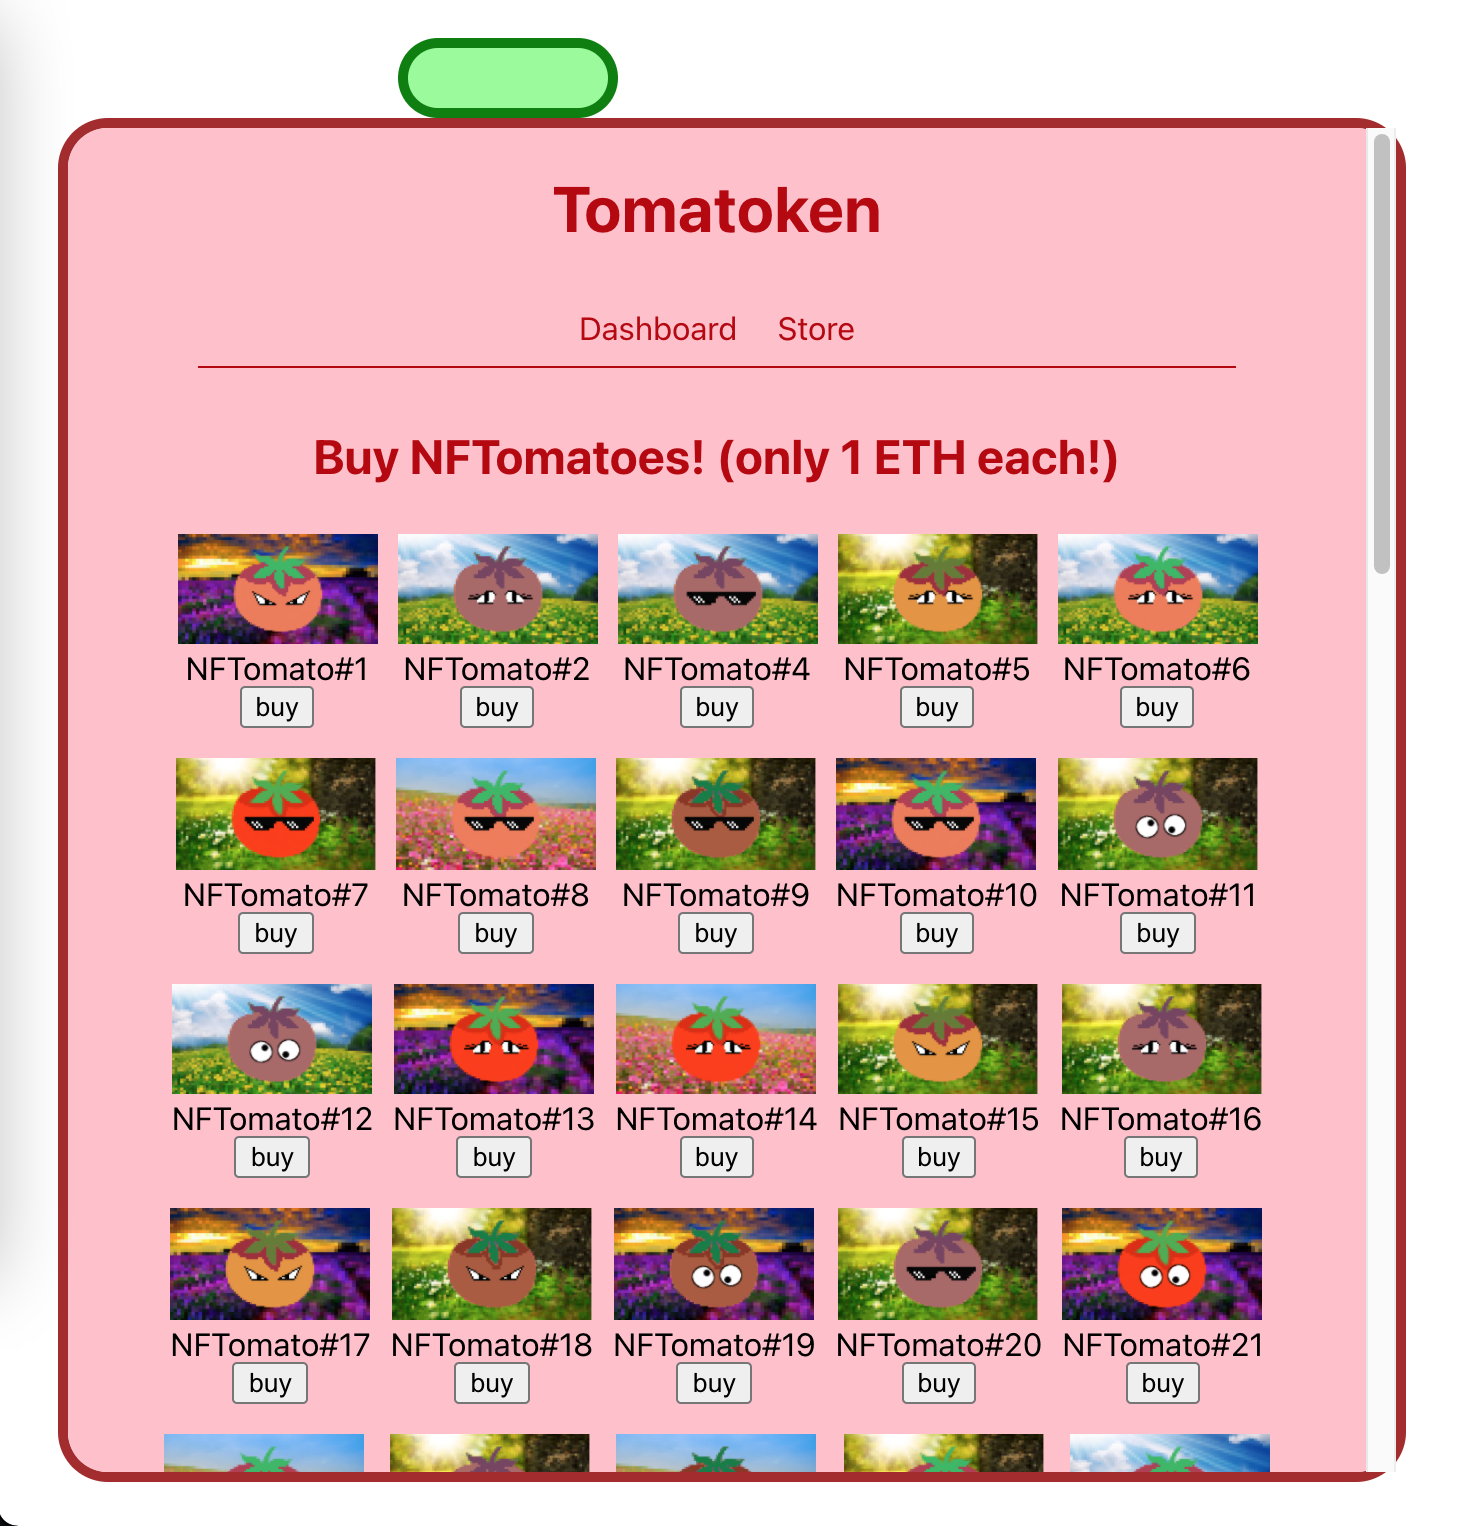 Tomatoken
Dashboard Store
Buy NFTomatoes! (only 1 ETH each!)
NFTomato#1 NFTomato#2 NFTomato#4 NFTomato#5 NFTomato#6
buy buy buy buy buy
NFTomato#7 NFTomato#8 NFTomato#9 NFTomato#10 NFTomato#11
buy buy buy buy buy
NFTomato#12 NFTomato#13 NFTomato#14 NFTomato#15 NFTomato#16
buy buy buy buy buy
NFTomato#17 NFTomato#18 NFTomato#19 NFTomato#20 NFTomato#21
buy buy buy buy buy